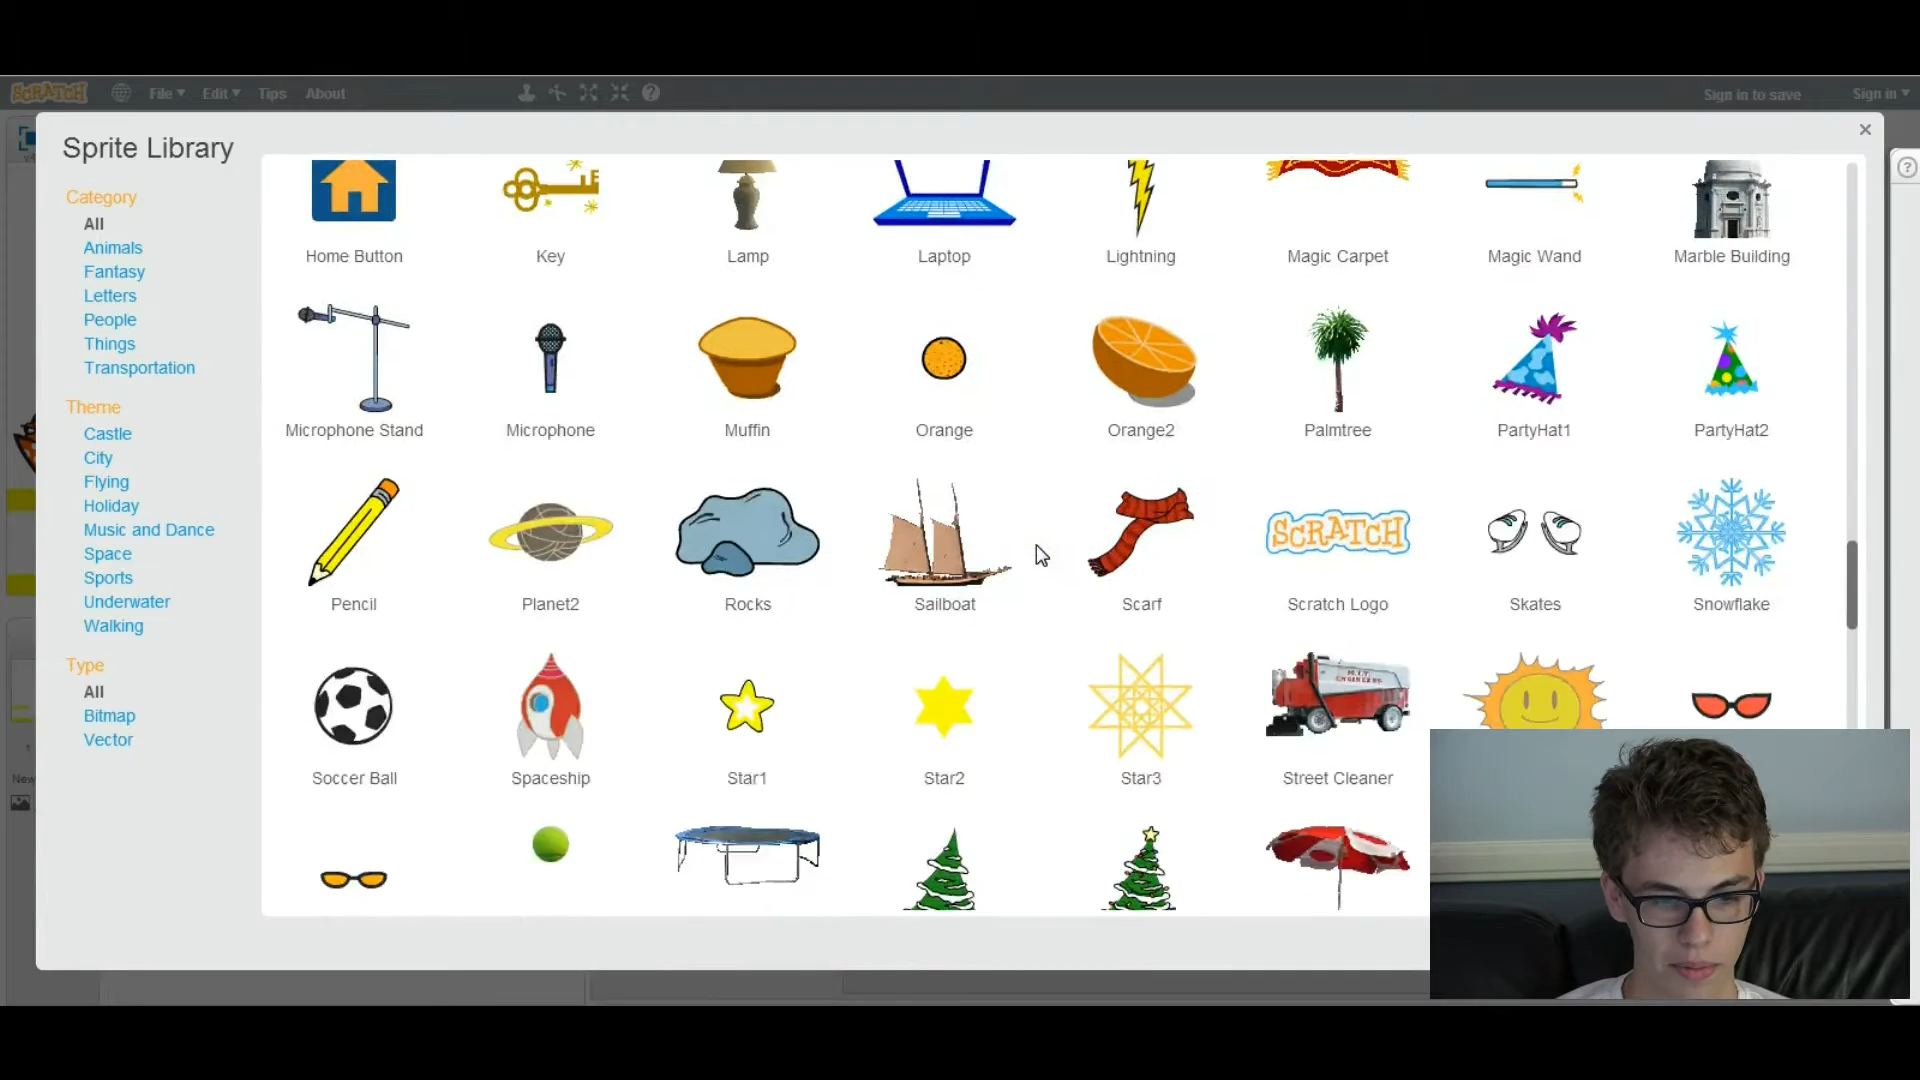 SCRATCH File Edit Tips About Sign in to save Sign in
Sprite Library
Category
All
Animals
Fantasy
Letters
People
Things
Transportation
Theme
Castle
City
Flying
Holiday
Music and Dance
Space
Sports
Underwater
Walking
Type
All
Bitmap
Vector
Home Button Key Lamp Laptop Lightning Magic Carpet Magic Wand Marble Building
Microphone Stand Microphone Muffin Orange Orange2 Palmtree PartyHat1 PartyHat2
SCRATCH
Pencil Planet2 Rocks Sailboat Scarf Scratch Logo Skates Snowflake
M.I.T.
ENGINEERS
Soccer Ball Spaceship Star1 Star2 Star3 Street Cleaner
New